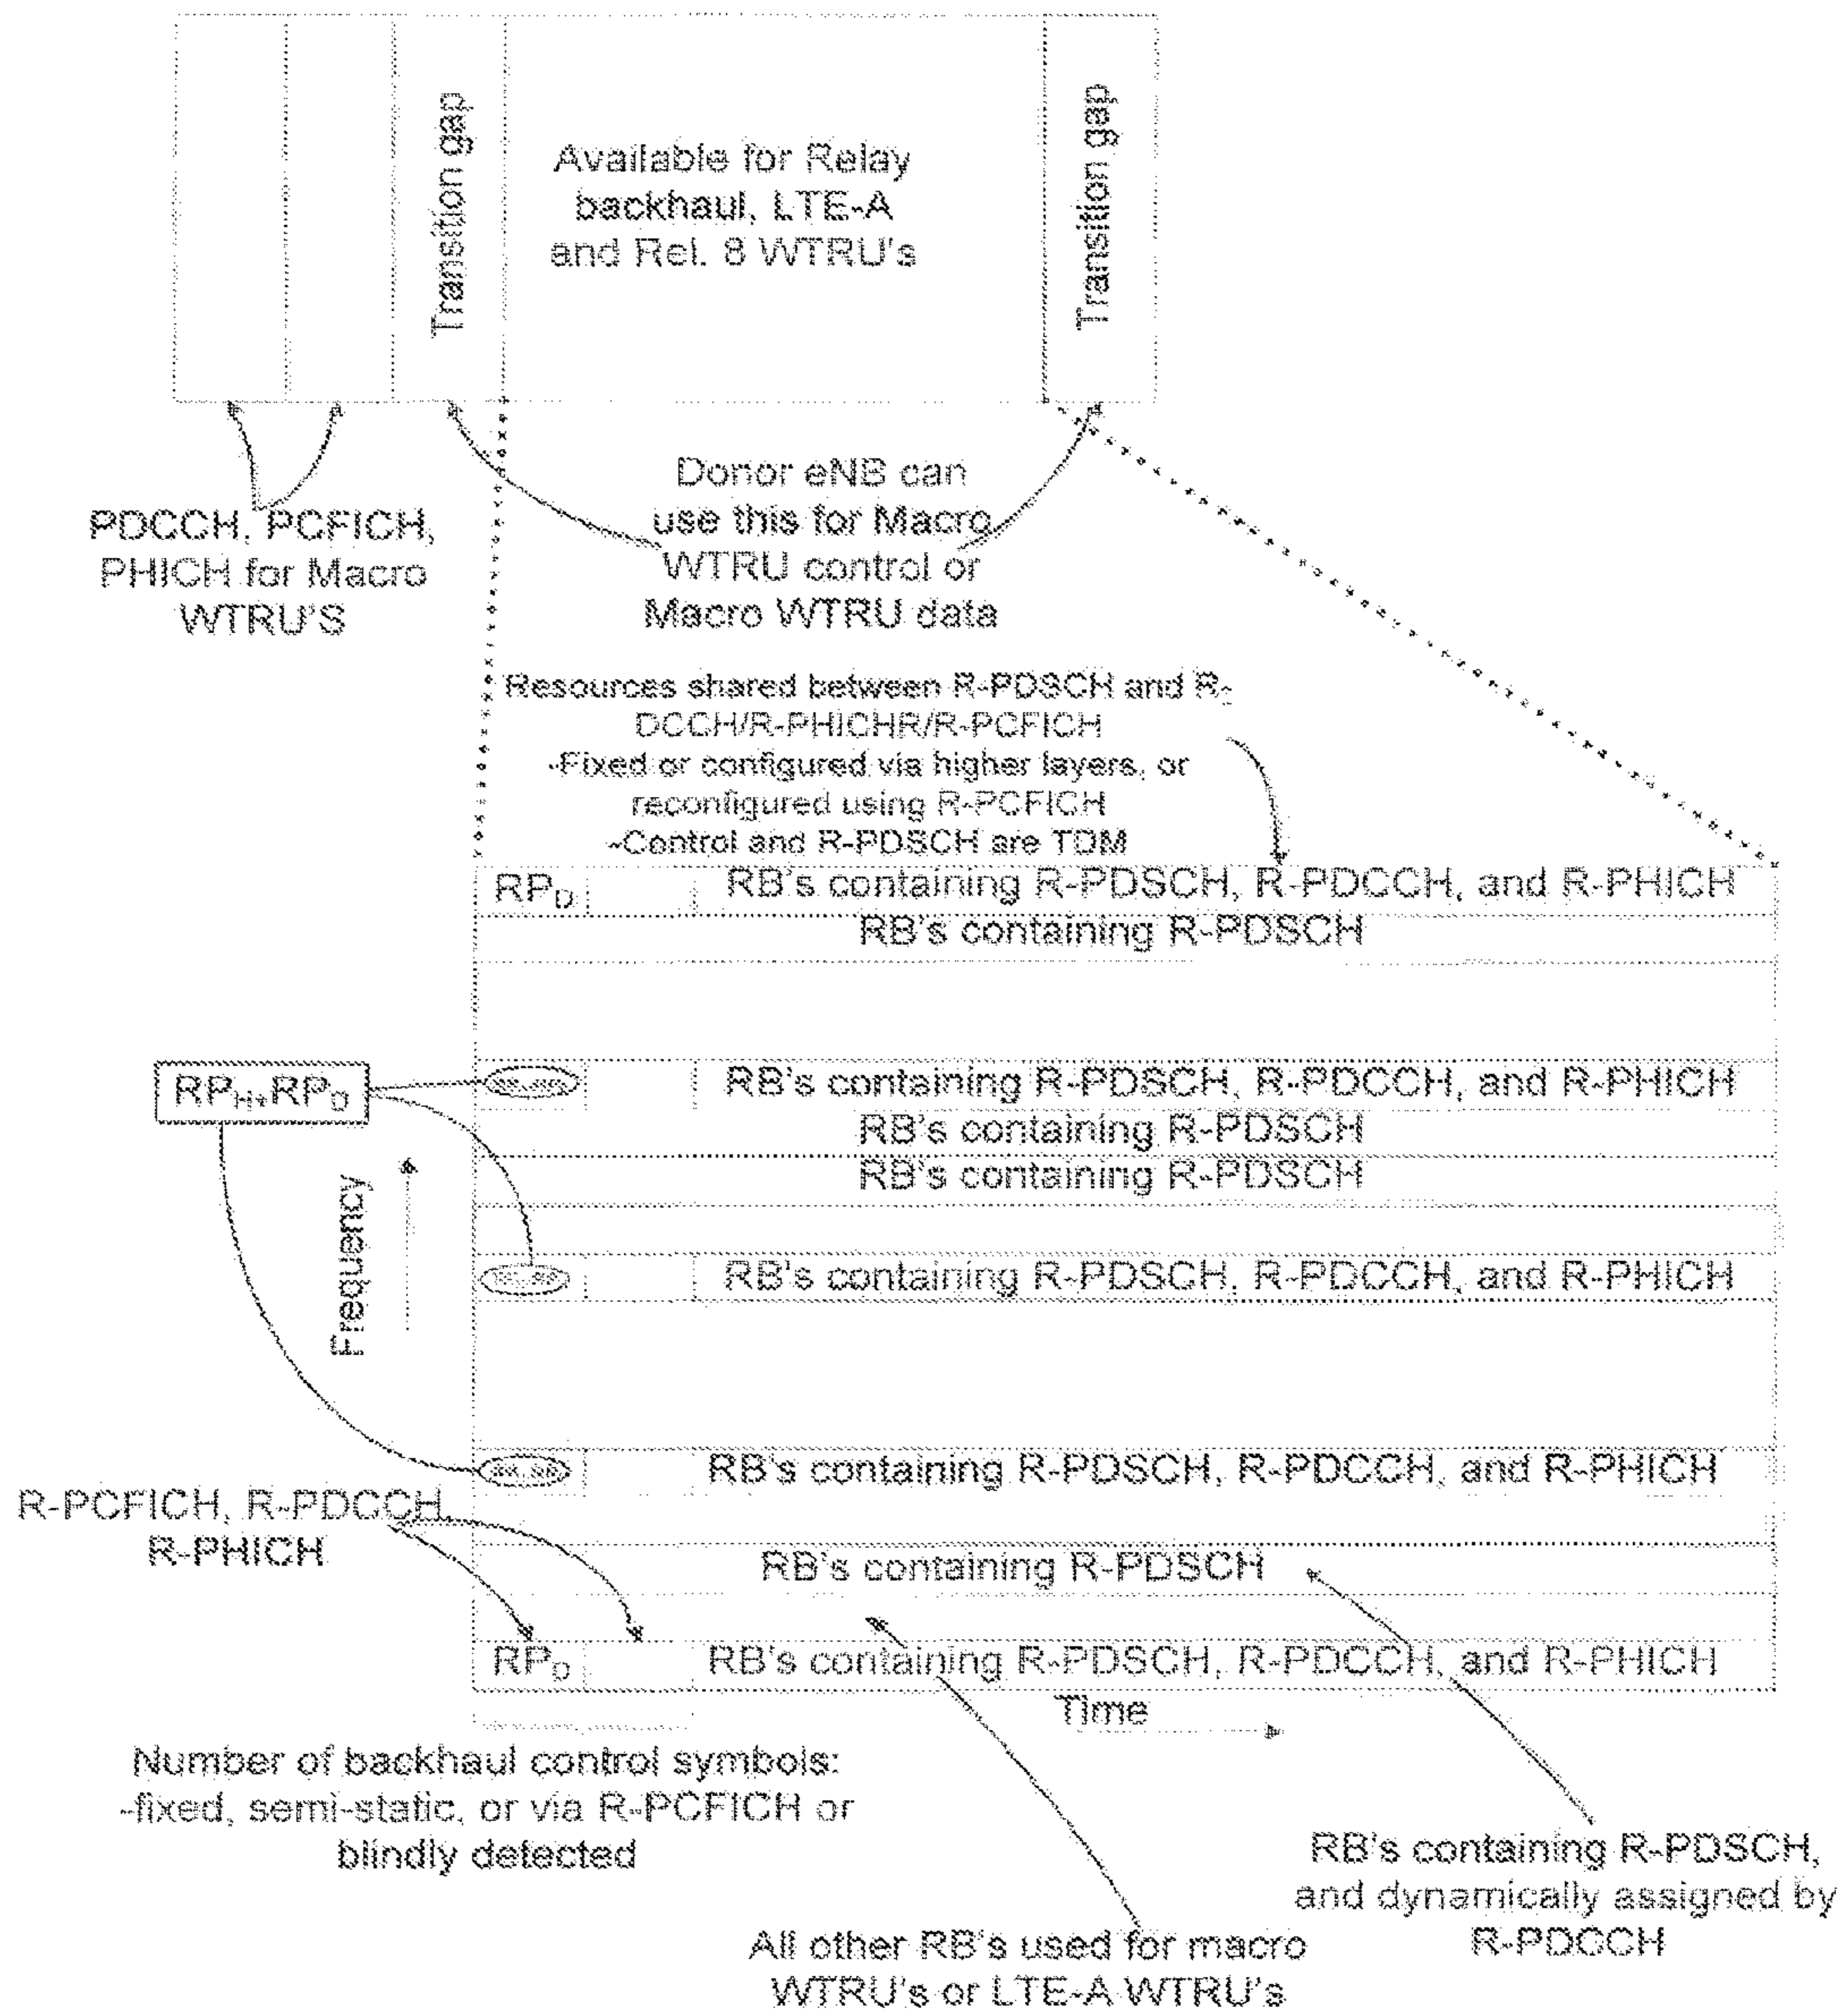 Transition gap
Available for Relay
backhaul, LTE-A
and Rel. 8 WTRU's
Transition gap
PDCCH, PCFICH,
PHICH for Macro
WTRU'S
Donor eNB can
use this for Macro
WTRU control or
Macro WTRU data
Resources shared between R-PDSCH and R-
DCCH/R-PHICHR/R-PCFICH
-Fixed or configured via higher layers, or
reconfigured using R-PCFICH
-Control and R-PDSCH are TDM
RPD RB's containing R-PDSCH, R-PDCCH, and R-PHICH
RB's containing R-PDSCH
RPH, RPD
RB's containing R-PDSCH, R-PDCCH, and R-PHICH
RB's containing R-PDSCH
RB's containing R-PDSCH
Frequency
RB's containing R-PDSCH, R-PDCCH, and R-PHICH
RB's containing R-PDSCH, R-PDCCH, and R-PHICH
R-PCFICH, R-PDCCH,
R-PHICH
RB's containing R-PDSCH
RPD RB's containing R-PDSCH, R-PDCCH, and R-PHICH
Time
Number of backhaul control symbols:
-fixed, semi-static, or via R-PCFICH or
blindly detected
RB's containing R-PDSCH,
and dynamically assigned by
R-PDCCH
All other RB's used for macro
WTRU's or LTE-A WTRU's